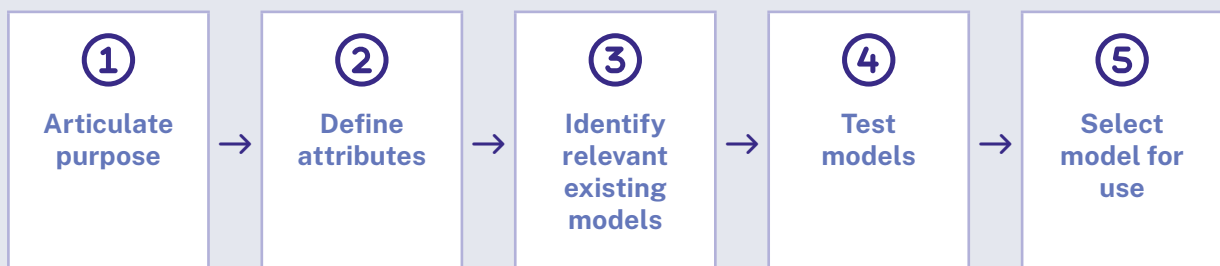 1
Articulate
purpose
2
Define
attributes
3
Identify
relevant
existing
models
4
Test
models
5
Select
model for
use